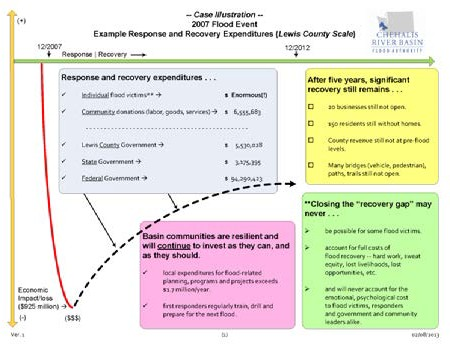 -- Case Illustration --
2007 Flood Event
Example Response and Recovery Expenditures [Lewis County Scale]
CHEHALIS
RIVER BASIN
FLOOD AUTHORITY
(+)
12/2007
Response | Recovery
12/2012
Response and recovery expenditures . . .
✓ Individual flood victims** → $ Enormous(!)
✓ Community donations (labor, goods, services) → $ 6,555,683
✓ Lewis County Government → $ 5,530,028
✓ State Government → $ 3,275,395
✓ Federal Government → $ 94,290,423
After five years, significant
recovery still remains . . .
20 businesses still not open.
150 residents still without homes.
County revenue still not at pre-flood
levels.
Many bridges (vehicle, pedestrian),
paths, trails still not open.
Basin communities are resilient and
will continue to invest as they can, and
as they should.
✓ local expenditures for flood-related
planning, programs and projects exceeds
$1.7 million/year.
✓ first responders regularly train, drill and
prepare for the next flood.
**Closing the "recovery gap" may
never . . .
be possible for some flood victims.
account for full costs of
flood recovery -- hard work, sweat
equity, lost livelihoods, lost
opportunities, etc.
and will never account for the
emotional, psychological cost
to flood victims, responders
and government and community
leaders alike.
Economic
Impact/loss
($925 million) →
(-)
($$$)
Ver. 1
02/08/2013